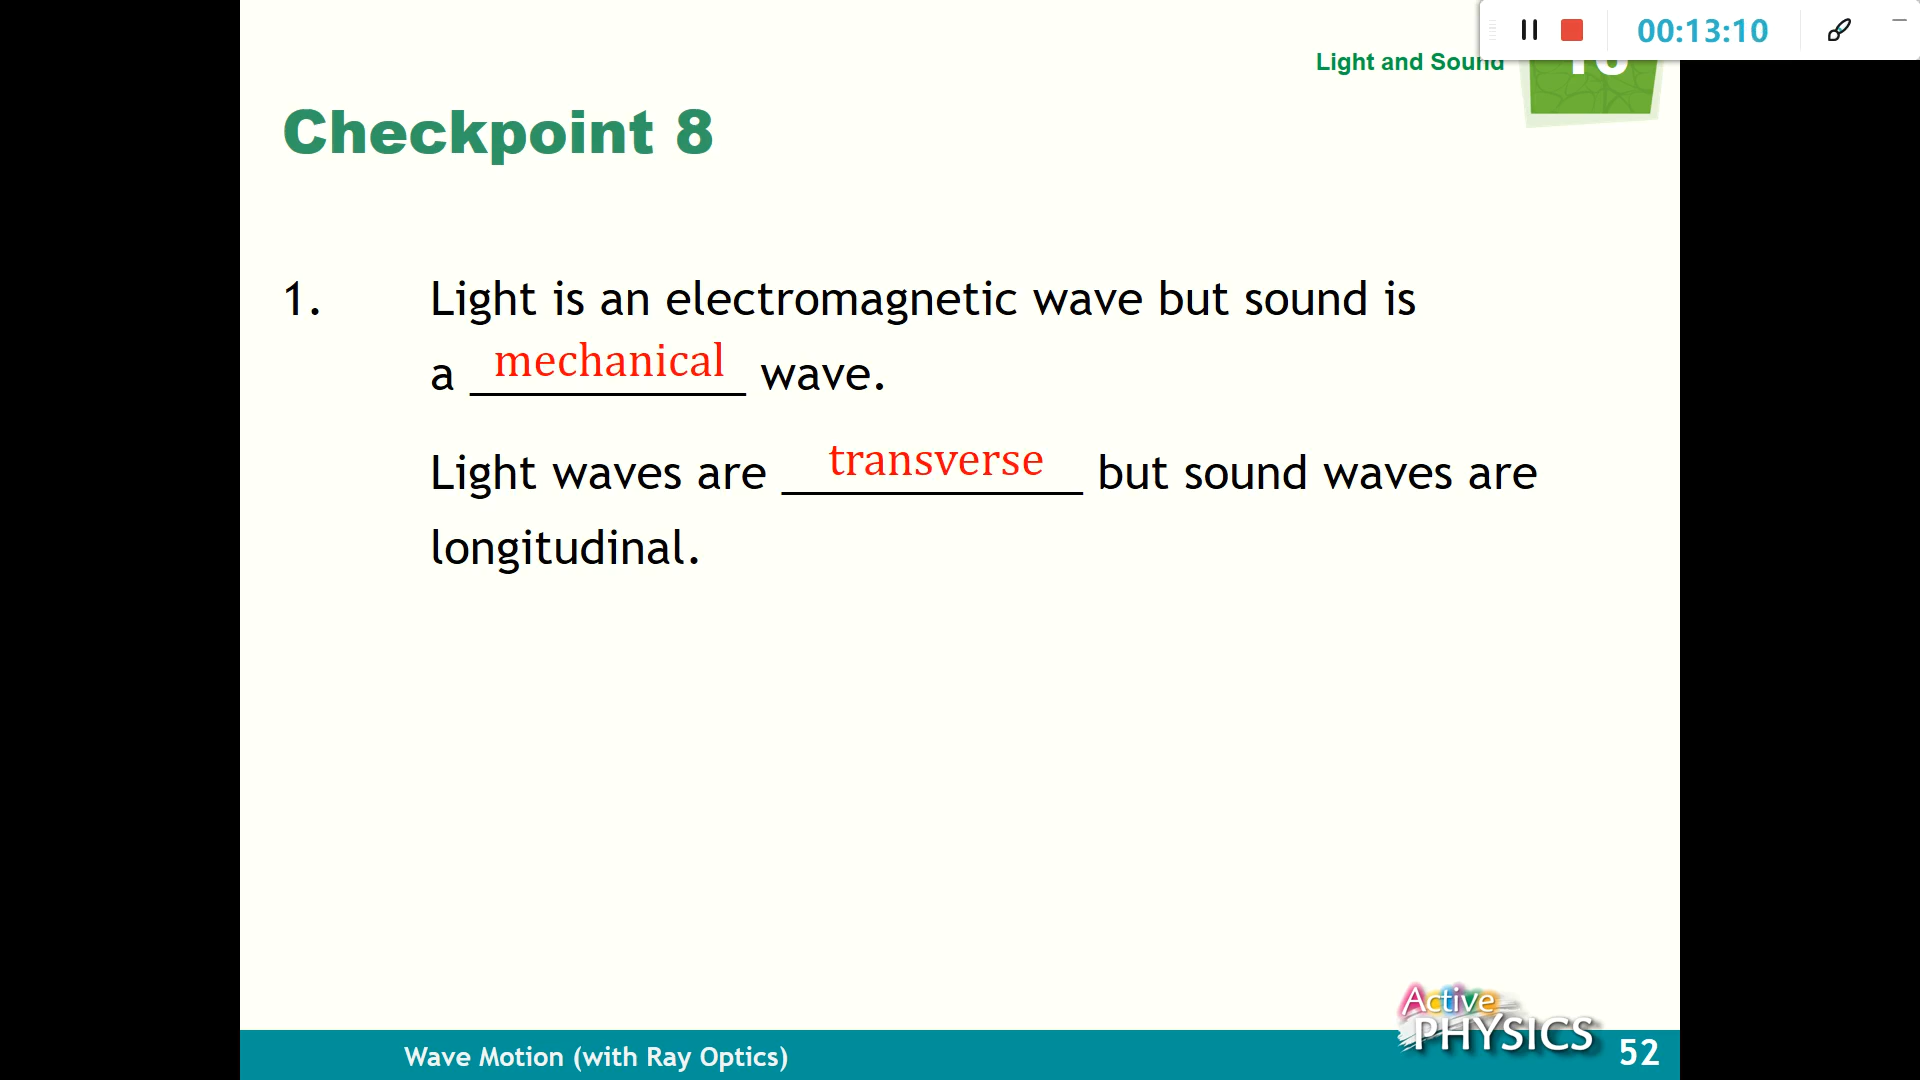 00:13:10
Light and Sound
Checkpoint 8
1. Light is an electromagnetic wave but sound is
a mechanical wave.
Light waves are transverse but sound waves are
longitudinal.
Active
PHYSICS
Wave Motion (with Ray Optics)
52